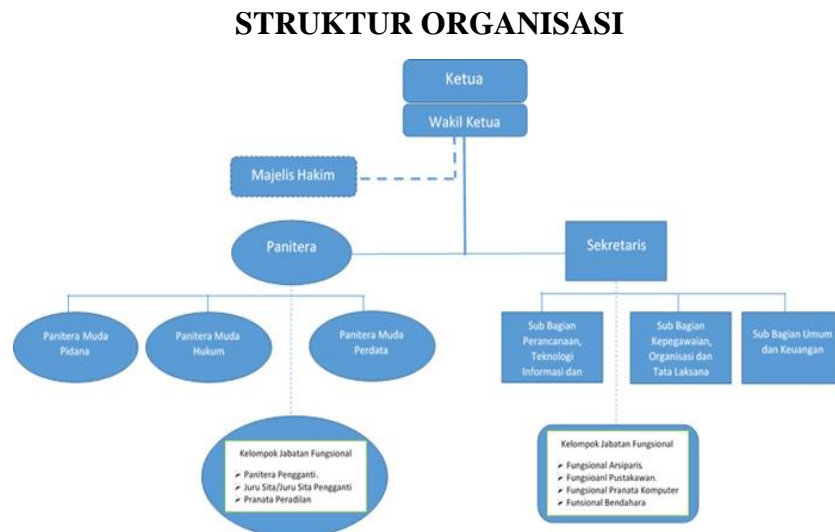 STRUKTUR ORGANISASI
Ketua
Wakil Ketua
Majelis Hakim
Panitera
Sekretaris
Panitera Muda
Pidana
Panitera Muda
Hukum
Panitera Muda
Perdata
Sub Bagian
Perancanaan,
Teknologi
Informasi dan
Sub Bagian
Kepegawaian,
Organisasi dan
Tata Laksana
Sub Bagian Umum
dan Keuangan
Kelompok Jabatan Fungsional
➤ Panitera Pengganti.
➤ Juru Sita/Juru Sita Pengganti
➤ Pranata Peradilan
Kelompok Jabatan Fungsional
➤ Fungsional Arsiparis.
➤ Fungsioanl Pustakawan.
➤ Fungsional Pranata Komputer
➤ Funsional Bendahara